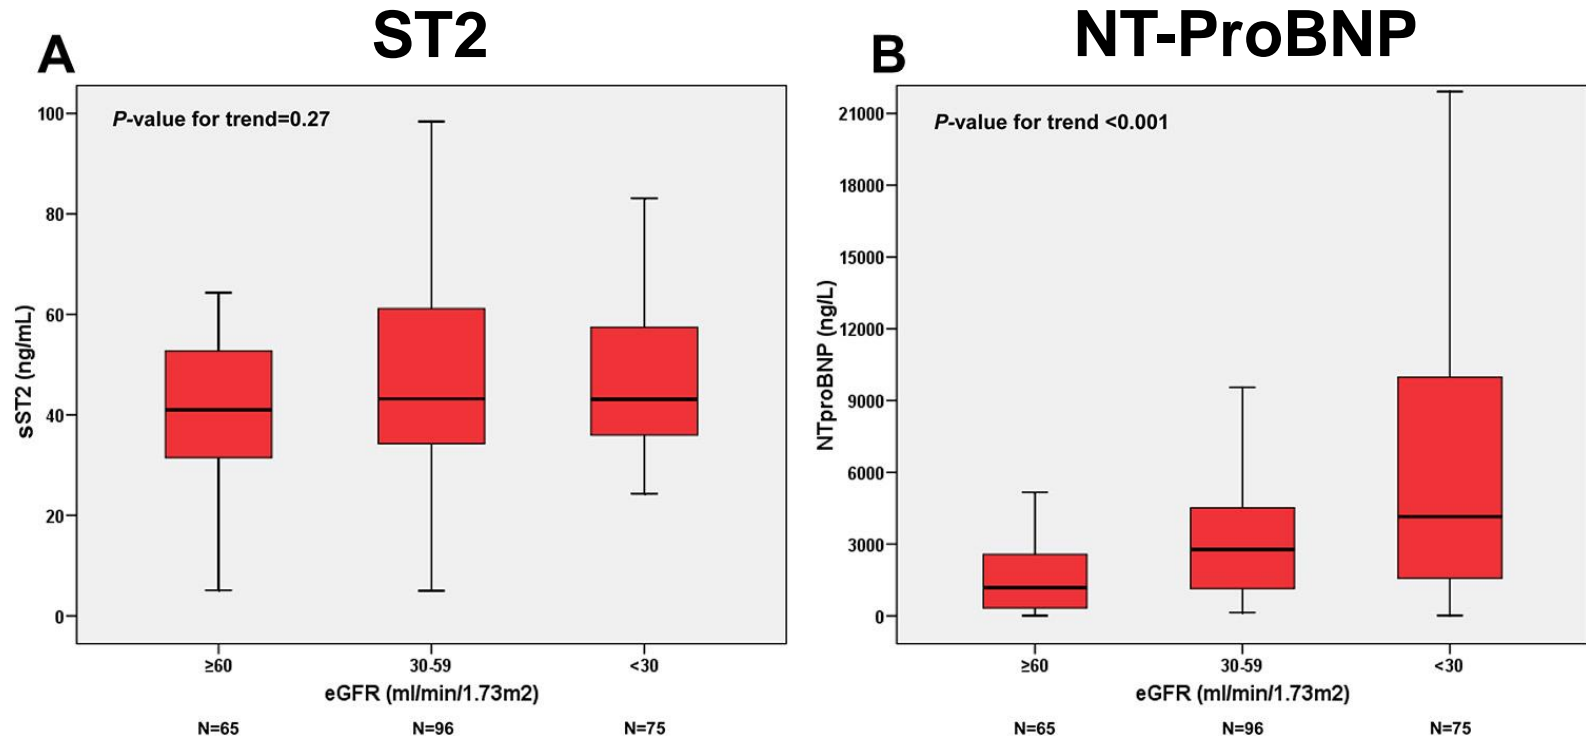 A
ST2
P-value for trend=0.27
sST2 (ng/mL)
100
80
60
40
20
0
≥60 30-59 <30
eGFR (ml/min/1.73m2)
N=65 N=96 N=75
B
NT-ProBNP
P-value for trend <0.001
NTproBNP (ng/L)
21000
18000
15000
12000
9000
6000
3000
0
≥60 30-59 <30
eGFR (ml/min/1.73m2)
N=65 N=96 N=75